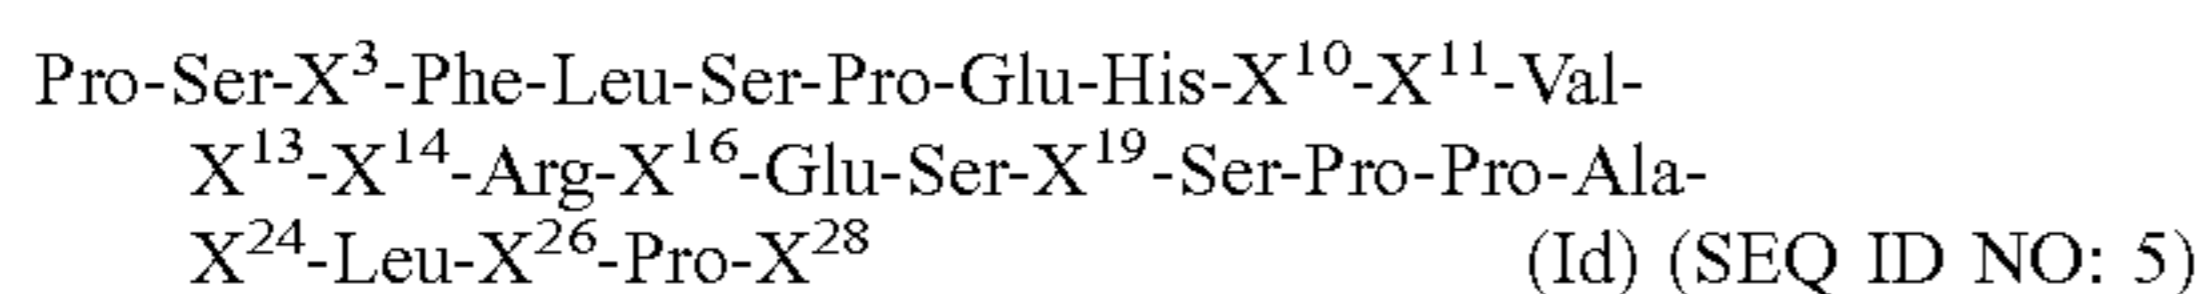 Pro-Ser-X³-Phe-Leu-Ser-Pro-Glu-His-X¹⁰-X¹¹-Val-
X¹³-X¹⁴-Arg-X¹⁶-Glu-Ser-X¹⁹-Ser-Pro-Pro-Ala-
X²⁴-Leu-X²⁶-Pro-X²⁸ (Id) (SEQ ID NO: 5)